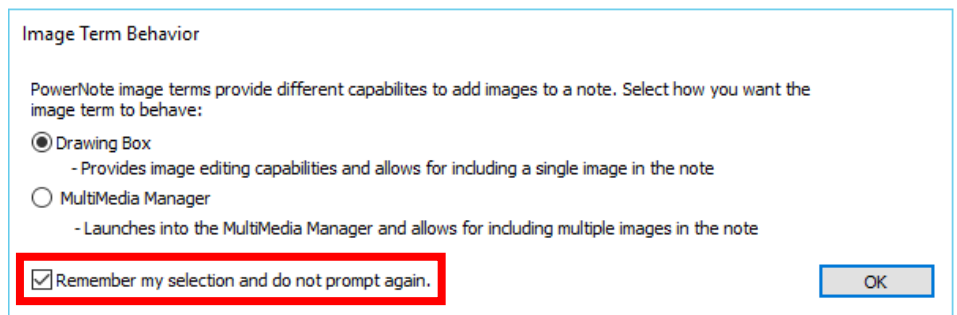 Image Term Behavior
PowerNote image terms provide different capabilites to add images to a note. Select how you want the
image term to behave:
Drawing Box
- Provides image editing capabilities and allows for including a single image in the note
MultiMedia Manager
- Launches into the MultiMedia Manager and allows for including multiple images in the note
Remember my selection and do not prompt again.
OK